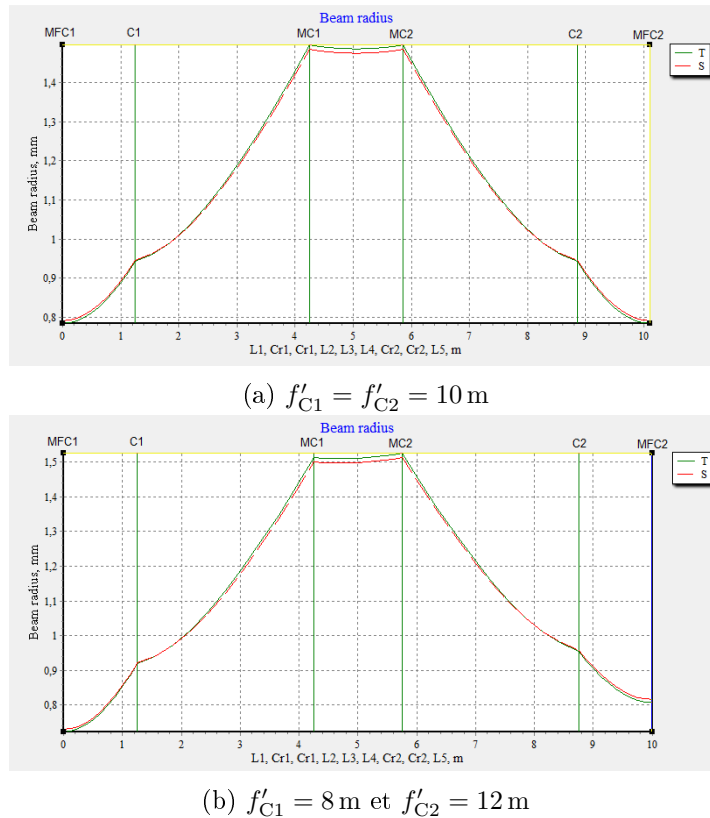 Beam radius
MFC1 C1 MC1 MC2 C2 MFC2
T
S
Beam radius, mm
1,4
1,3
1,2
1,1
1
0,9
0,8
0 1 2 3 4 5 6 7 8 9 10
L1, Cr1, Cr1, L2, L3, L4, Cr2, Cr2, L5, m
(a) f′C1 = f′C2 = 10 m
Beam radius
MFC1 C1 MC1 MC2 C2 MFC2
T
S
Beam radius, mm
1,5
1,4
1,3
1,2
1,1
1
0,9
0,8
0 1 2 3 4 5 6 7 8 9 10
L1, Cr1, Cr1, L2, L3, L4, Cr2, Cr2, L5, m
(b) f′C1 = 8 m et f′C2 = 12 m